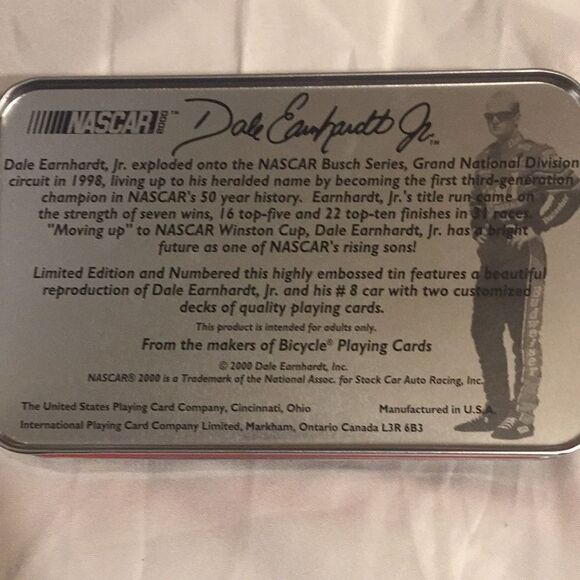 NASCAR 2000 ™
Dale Earnhardt Jr. ™
Dale Earnhardt, Jr. exploded onto the NASCAR Busch Series, Grand National Division
circuit in 1998, living up to his heralded name by becoming the first third-generation
champion in NASCAR's 50 year history. Earnhardt, Jr.'s title run came on
the strength of seven wins, 16 top-five and 22 top-ten finishes in 31 races.
"Moving up" to NASCAR Winston Cup, Dale Earnhardt, Jr. has a bright
future as one of NASCAR's rising sons!
Limited Edition and Numbered this highly embossed tin features a beautiful
reproduction of Dale Earnhardt, Jr. and his # 8 car with two customized
decks of quality playing cards.
This product is intended for adults only.
From the makers of Bicycle® Playing Cards
© 2000 Dale Earnhardt, Inc.
NASCAR® 2000 is a Trademark of the National Assoc. for Stock Car Auto Racing, Inc.
The United States Playing Card Company, Cincinnati, Ohio Manufactured in U.S.A.
International Playing Card Company Limited, Markham, Ontario Canada L3R 6B3
Budweiser